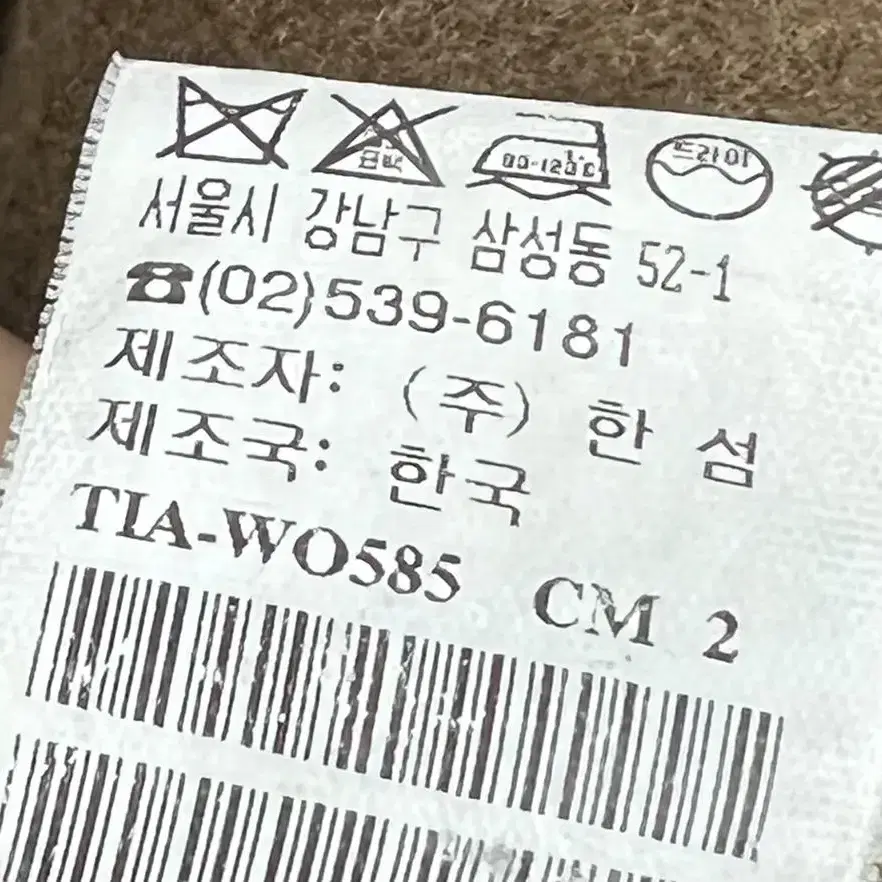 표백 80-120℃ 드라이
서울시 강남구 삼성동 52-1
☎(02)539-6181
제조자: (주) 한 섬
제조국: 한국
TIA-WO585 CM 2